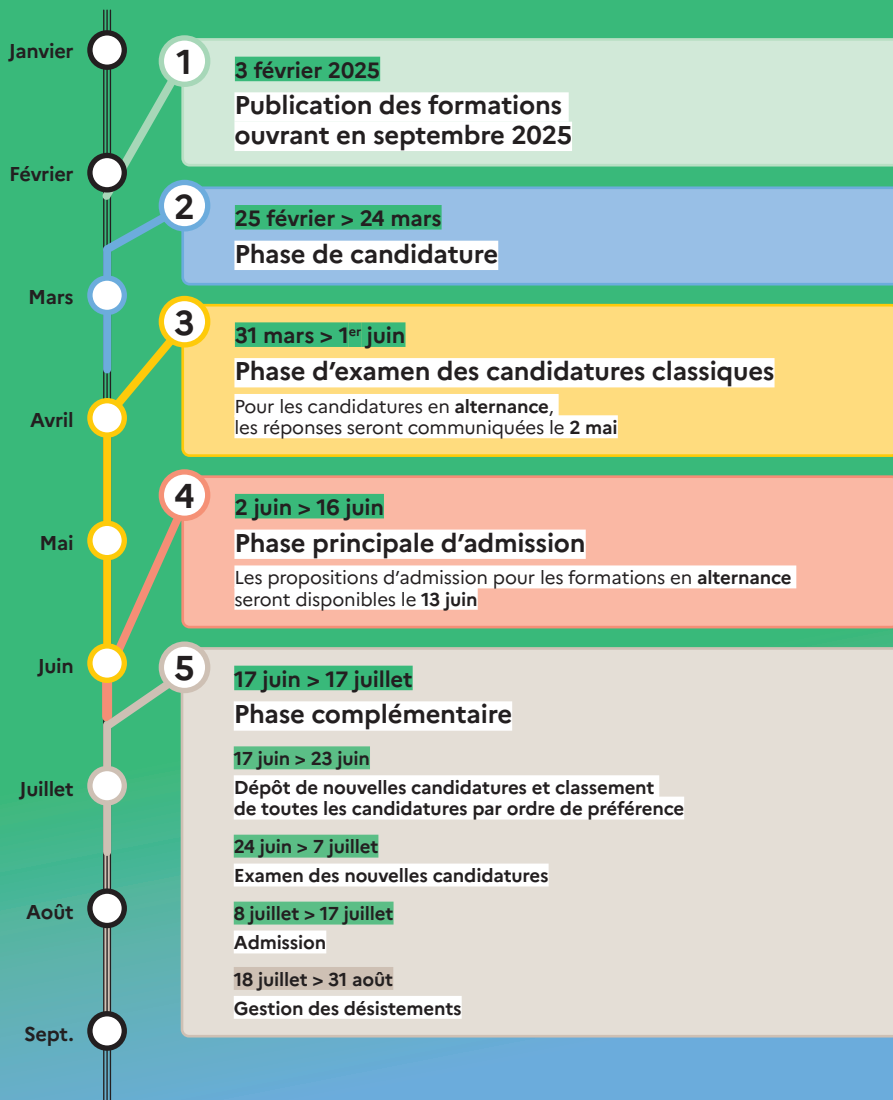 Janvier
Février
Mars
Avril
Mai
Juin
Juillet
Août
Sept.
1
3 février 2025
Publication des formations
ouvrant en septembre 2025
2
25 février > 24 mars
Phase de candidature
3
31 mars > 1er juin
Phase d’examen des candidatures classiques
Pour les candidatures en alternance,
les réponses seront communiquées le 2 mai
4
2 juin > 16 juin
Phase principale d’admission
Les propositions d’admission pour les formations en alternance
seront disponibles le 13 juin
5
17 juin > 17 juillet
Phase complémentaire
17 juin > 23 juin
Dépôt de nouvelles candidatures et classement
de toutes les candidatures par ordre de préférence
24 juin > 7 juillet
Examen des nouvelles candidatures
8 juillet > 17 juillet
Admission
18 juillet > 31 août
Gestion des désistements